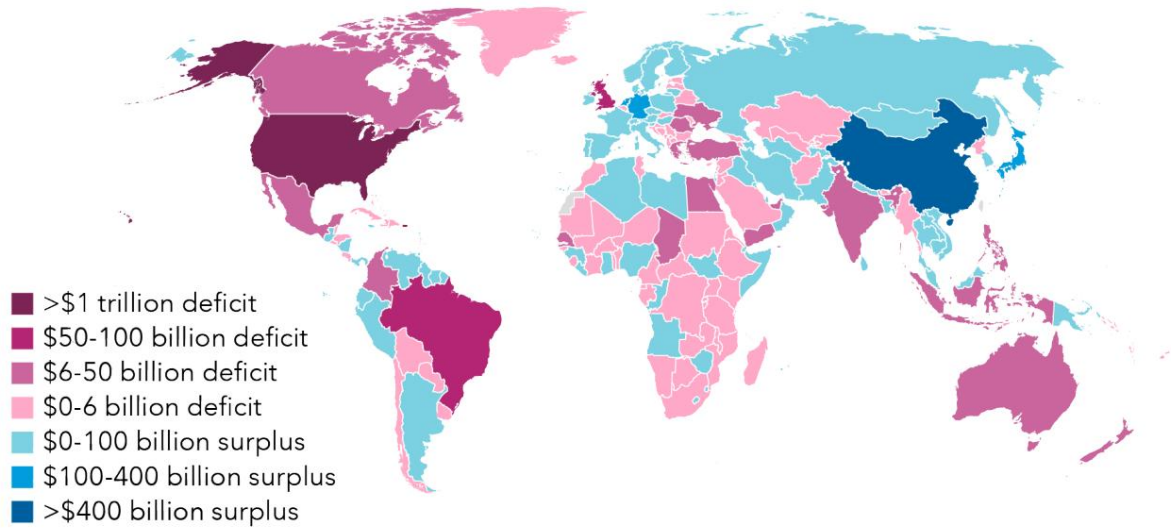 >$1 trillion deficit
$50-100 billion deficit
$6-50 billion deficit
$0-6 billion deficit
$0-100 billion surplus
$100-400 billion surplus
>$400 billion surplus